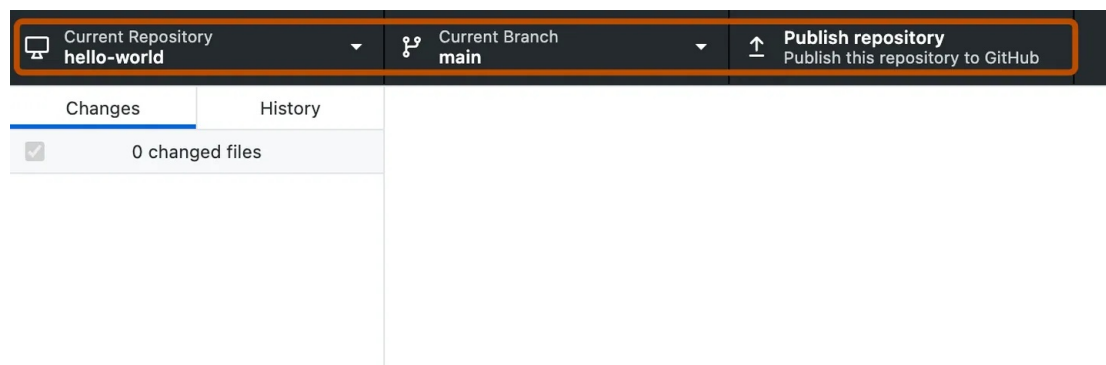 Current Repository
hello-world
Current Branch
main
Publish repository
Publish this repository to GitHub
Changes
History
0 changed files